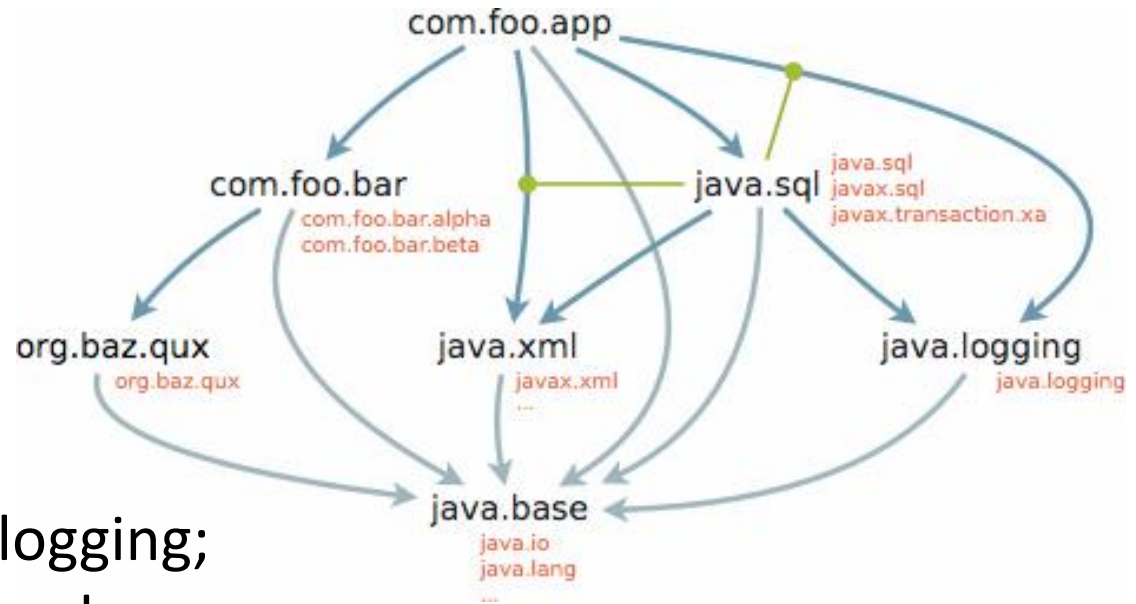 com.foo.app
com.foo.bar
com.foo.bar.alpha
com.foo.bar.beta
java.sql
java.sql
javax.sql
javax.transaction.xa
org.baz.qux
org.baz.qux
java.xml
javax.xml
...
java.logging
java.logging
java.base
java.io
java.lang
...
logging;